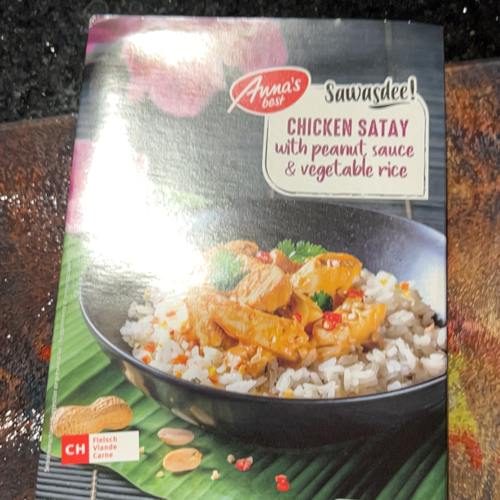 Anna's
best
Sawasdee!
CHICKEN SATAY
with peanut sauce
& vegetable rice
CH
Fleisch
Viande
Carne